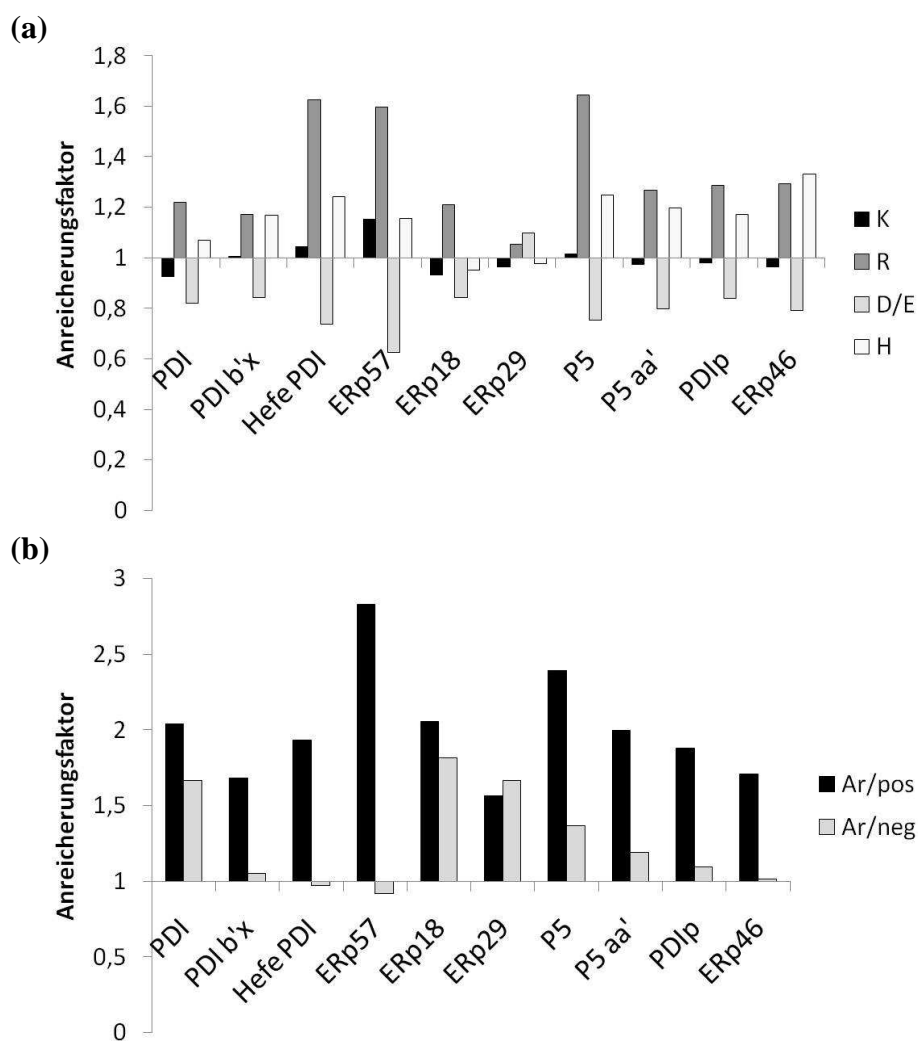 (a)
1,8
1,6
1,4
1,2
1
0,8
0,6
0,4
0,2
0
Anreicherungsfaktor
PDI
PDI b'x
Hefe PDI
ERp57
ERp18
ERp29
P5
P5 aa'
PDIp
ERp46
K
R
D/E
H
(b)
3
2,5
2
1,5
1
0,5
0
Anreicherungsfaktor
PDI
PDI b'x
Hefe PDI
ERp57
ERp18
ERp29
P5
P5 aa'
PDIp
ERp46
Ar/pos
Ar/neg